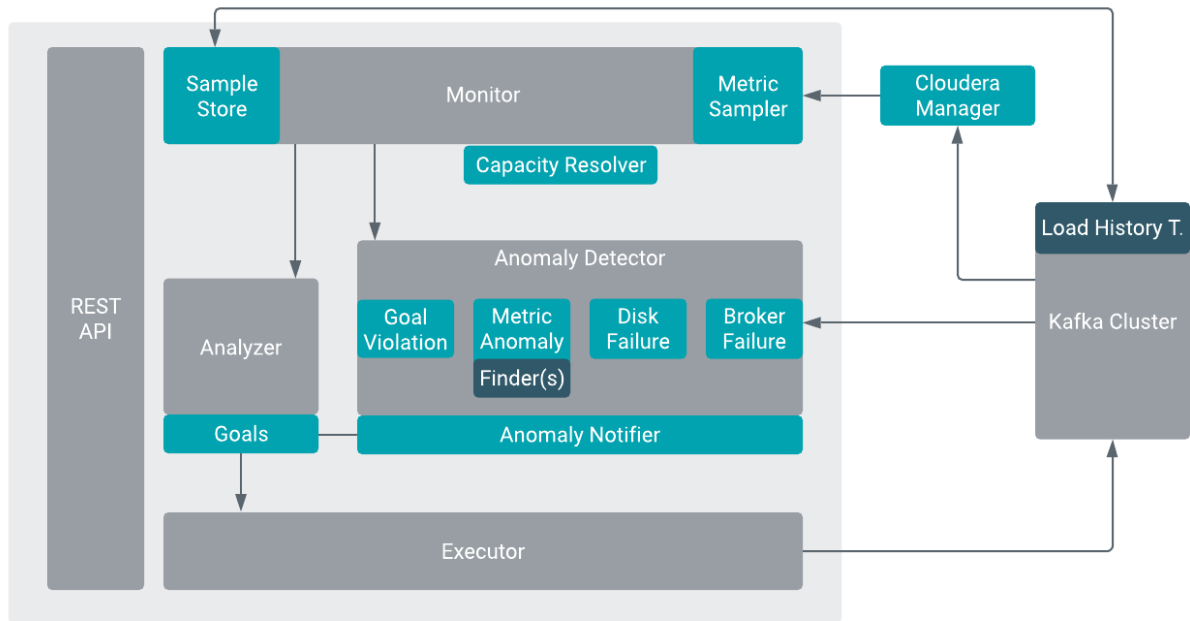 Sample
Store
Monitor
Metric
Sampler
Cloudera
Manager
Capacity Resolver
Load History T.
Kafka Cluster
REST
API
Analyzer
Goals
Anomaly Detector
Goal
Violation
Metric
Anomaly
Finder(s)
Disk
Failure
Broker
Failure
Anomaly Notifier
Executor